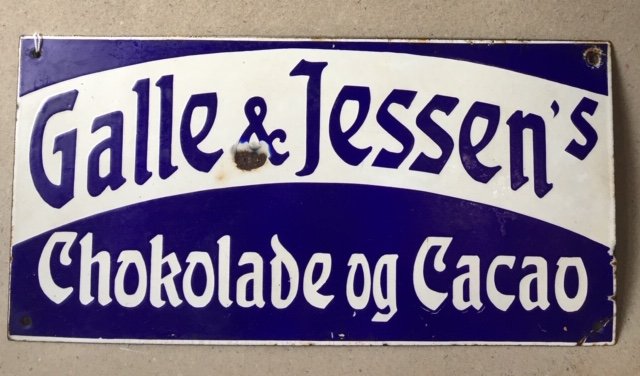 Galle & Jessen's
Chokolade og Cacao